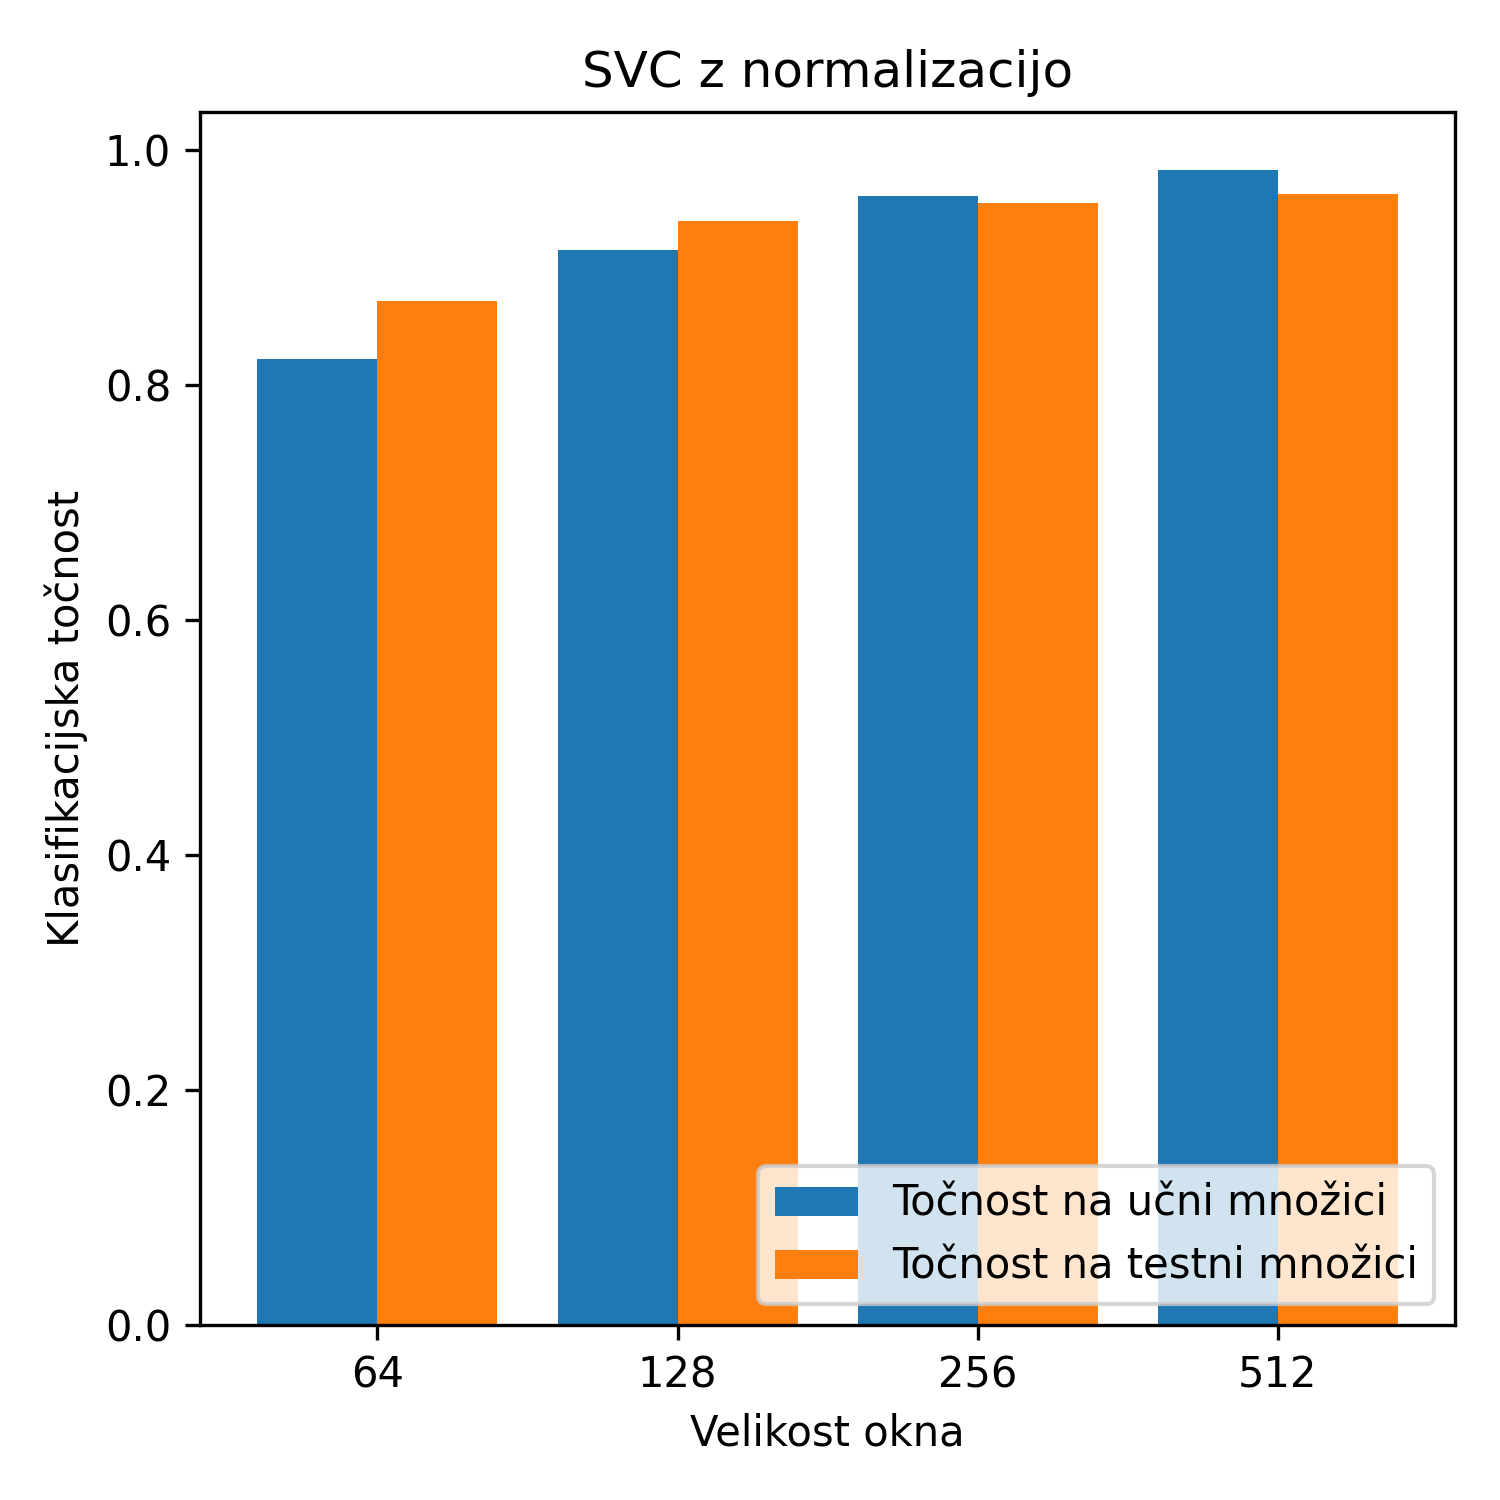 SVC z normalizacijo
1.0
0.8
0.6
0.4
0.2
0.0
Klasifikacijska točnost
Točnost na učni množici
Točnost na testni množici
64 128 256 512
Velikost okna